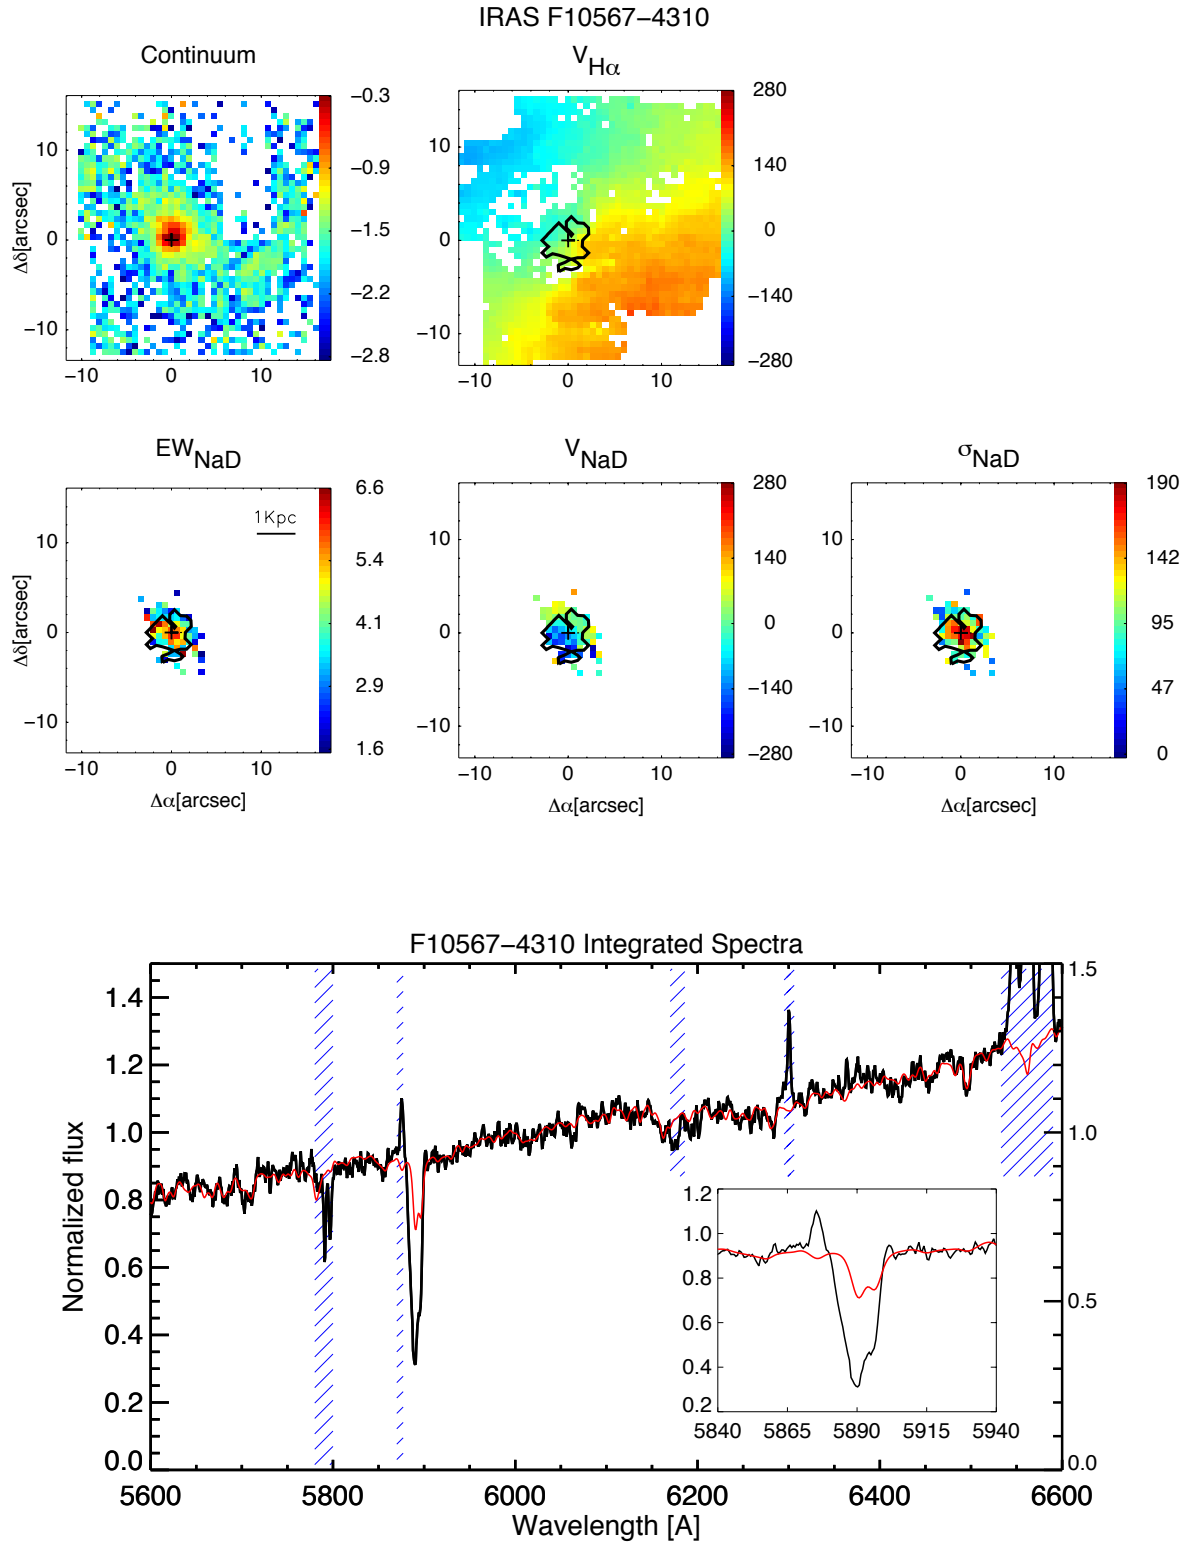 IRAS F10567−4310
Continuum
VHα
Δδ[arcsec]
10
0
−10
−10 0 10
−0.3
−0.9
−1.5
−2.2
−2.8
10
0
−10
−10 0 10
280
140
0
−140
−280
EWNaD
VNaD
σNaD
Δδ[arcsec]
10
0
−10
−10 0 10
Δα[arcsec]
1Kpc
6.6
5.4
4.1
2.9
1.6
10
0
−10
−10 0 10
Δα[arcsec]
280
140
0
−140
−280
10
0
−10
−10 0 10
Δα[arcsec]
190
142
95
47
0
F10567−4310 Integrated Spectra
Normalized flux
1.4
1.2
1.0
0.8
0.6
0.4
0.2
0.0
1.5
1.0
0.5
0.0
1.2
1.0
0.8
0.6
0.4
0.2
5840 5865 5890 5915 5940
5600 5800 6000 6200 6400 6600
Wavelength [A]